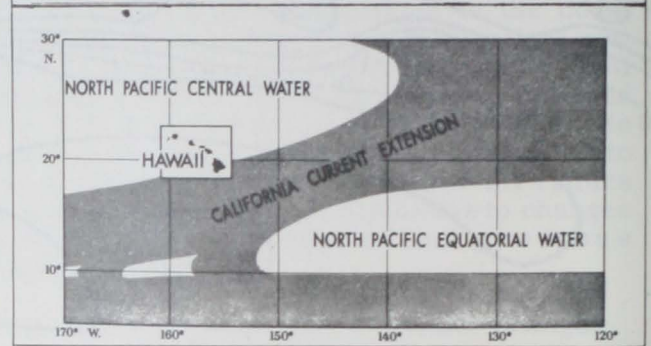 30°
N.
NORTH PACIFIC CENTRAL WATER
HAWAII
20°
CALIFORNIA CURRENT EXTENSION
NORTH PACIFIC EQUATORIAL WATER
10°
170° W. 160° 150° 140° 130° 120°